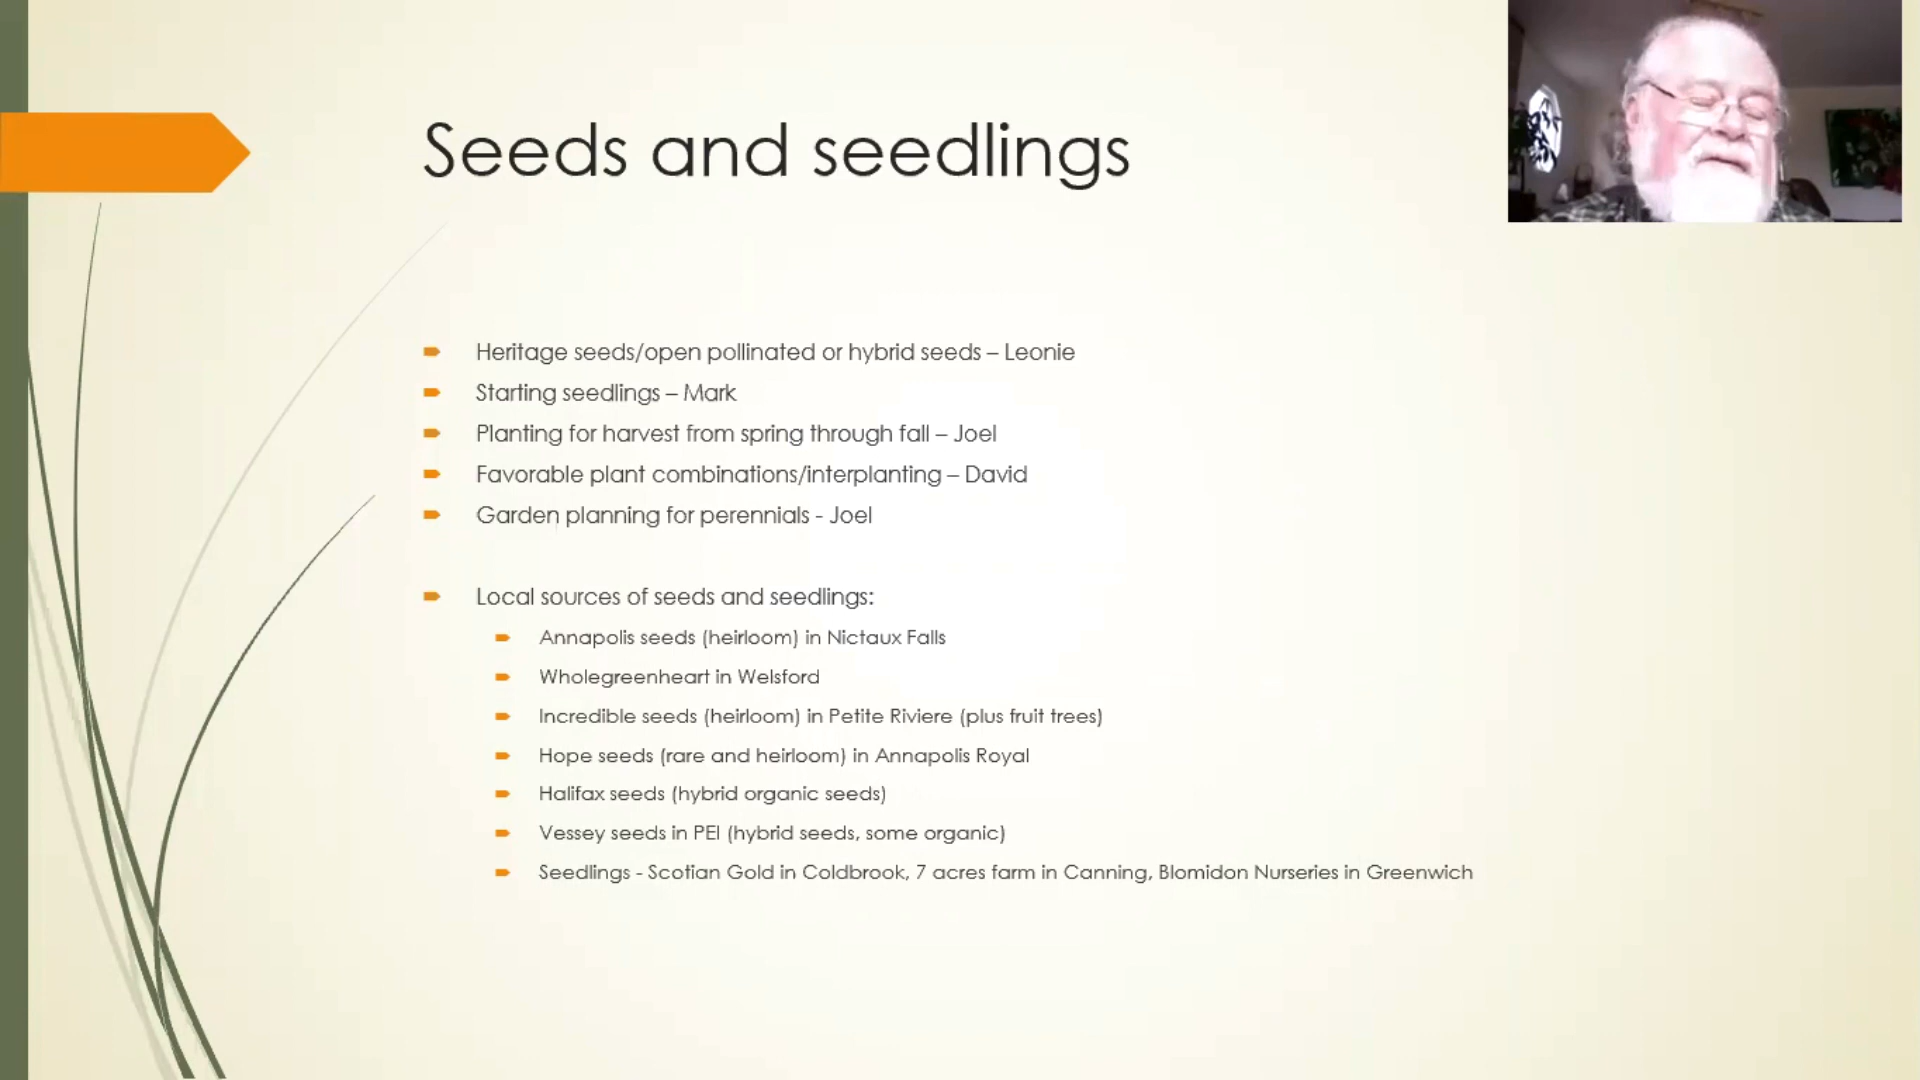 Seeds and seedlings
Heritage seeds/open pollinated or hybrid seeds – Leonie
Starting seedlings – Mark
Planting for harvest from spring through fall – Joel
Favorable plant combinations/interplanting – David
Garden planning for perennials - Joel
Local sources of seeds and seedlings:
Annapolis seeds (heirloom) in Nictaux Falls
Wholegreenheart in Welsford
Incredible seeds (heirloom) in Petite Riviere (plus fruit trees)
Hope seeds (rare and heirloom) in Annapolis Royal
Halifax seeds (hybrid organic seeds)
Vessey seeds in PEI (hybrid seeds, some organic)
Seedlings - Scotian Gold in Coldbrook, 7 acres farm in Canning, Blomidon Nurseries in Greenwich